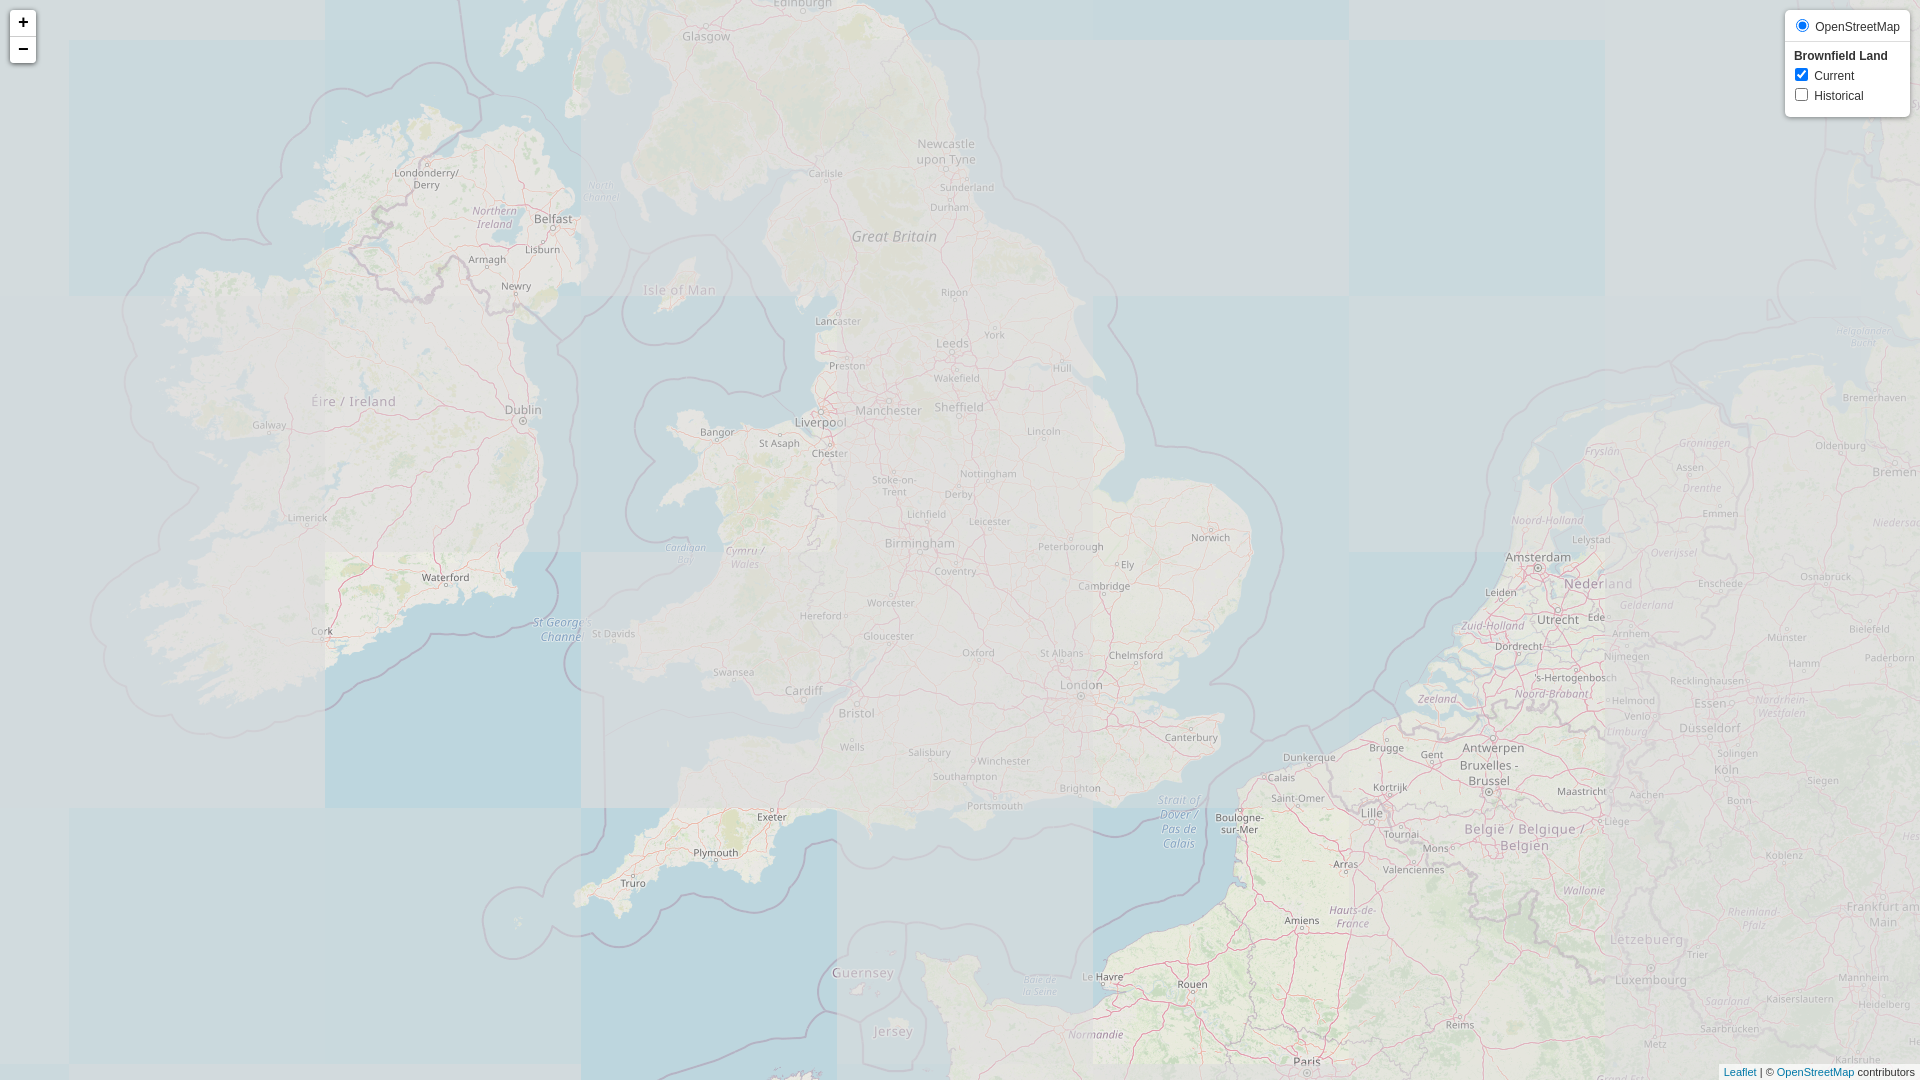 +
−
OpenStreetMap
Brownfield Land
Current
Historical
Edinburgh
Glasgow
Newcastle
upon Tyne
Londonderry/
Derry
Carlisle
Sunderland
North
Channel
Durham
Northern
Ireland
Belfast
Great Britain
Lisburn
Armagh
Newry
Isle of Man
Ripon
Lancaster
York
Helgoländer
Bucht
Leeds
Preston
Hull
Wakefield
Bremerhaven
Éire / Ireland
Dublin
Manchester
Sheffield
Galway
Liverpool
Bangor
Lincoln
St Asaph
Groningen
Oldenburg
Chester
Fryslân
Assen
Bremen
Stoke-on-
Trent
Nottingham
Drenthe
Derby
Limerick
Lichfield
Leicester
Emmen
Noord-Holland
Niedersac
Norwich
Birmingham
Peterborough
Lelystad
Cardigan
Bay
Cymru /
Wales
Overijssel
Amsterdam
Ely
Coventry
Waterford
Osnabrück
Cambridge
Nederland
Enschede
Leiden
Worcester
Gelderland
Hereford
Utrecht
Ede
St George's
Channel
Cork
St Davids
Gloucester
Zuid-Holland
Arnhem
Bielefeld
Münster
Dordrecht
Oxford
St Albans
Chelmsford
Nijmegen
Paderborn
Hamm
Swansea
's-Hertogenbosch
Recklinghausen
London
Cardiff
Zeeland
Noord-Brabant
Helmond
Essen
Nordrhein-
Westfalen
Bristol
Venlo
Düsseldorf
Limburg
Canterbury
Wells
Brugge
Antwerpen
Salisbury
Gent
Solingen
Winchester
Dunkerque
Bruxelles -
Brussel
Köln
Southampton
Calais
Siegen
Brighton
Kortrijk
Maastricht
Aachen
Saint-Omer
Bonn
Strait of
Dover /
Pas de
Calais
Portsmouth
Exeter
Boulogne-
sur-Mer
Lille
Liège
Tournai
België / Belgique /
Belgien
Mons
Plymouth
Koblenz
Arras
Valenciennes
Truro
Wallonie
Hauts-de-
France
Rheinland
-Pfalz
Frankfurt am
Main
Amiens
Lëtzebuerg
Trier
Guernsey
Le Havre
Luxembourg
Mannheim
Rouen
Baie de
la Seine
Saarland
Kaiserslautern
Heidelberg
Reims
Saarbrücken
Jersey
Normandie
Metz
Paris
Karlsruhe
Grand Est
Leaflet | © OpenStreetMap contributors